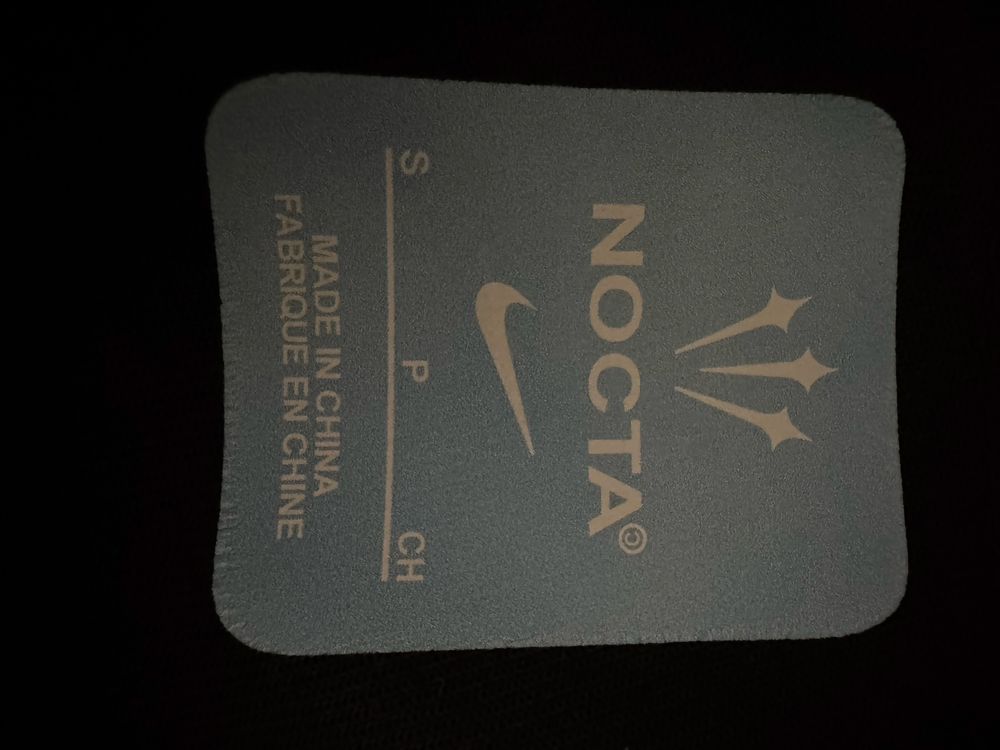 NOCTA©
S P CH
MADE IN CHINA
FABRIQUE EN CHINE